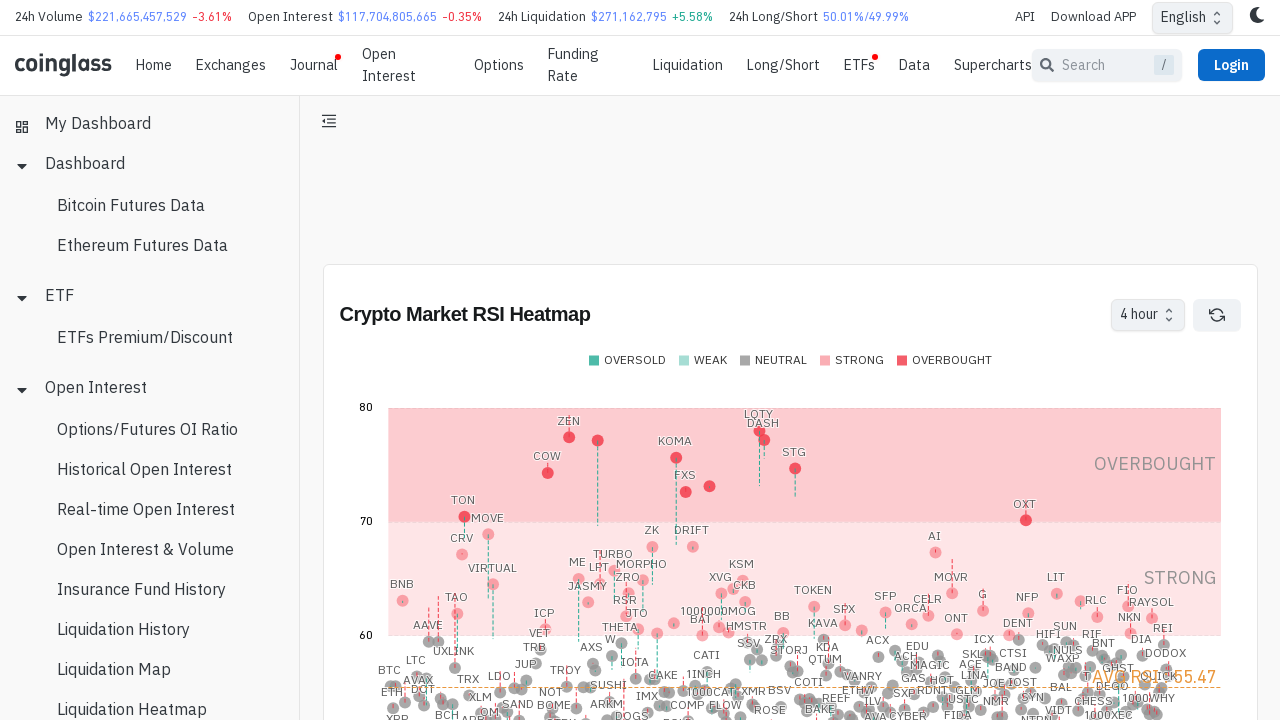 24h Volume $221,665,457,529 -3.61% Open Interest $117,704,805,665 -0.35% 24h Liquidation $271,162,795 +5.58% 24h Long/Short 50.01%/49.99% API Download APP English
coinglass Home Exchanges Journal Open Interest Options Funding Rate Liquidation Long/Short ETFs Data Supercharts Search / Login
My Dashboard
Dashboard
Bitcoin Futures Data
Ethereum Futures Data
ETF
ETFs Premium/Discount
Open Interest
Options/Futures OI Ratio
Historical Open Interest
Real-time Open Interest
Open Interest & Volume
Insurance Fund History
Liquidation History
Liquidation Map
Liquidation Heatmap
Crypto Market RSI Heatmap 4 hour
OVERSOLD WEAK NEUTRAL STRONG OVERBOUGHT
80
LQTY
ZEN DASH
KOMA
COW STG
OVERBOUGHT
FXS
TON OXT
MOVE
70
ZK DRIFT
CRV AI
TURBO
ME MORPHO KSM
VIRTUAL LPT
ZRO XVG MOVR LIT
STRONG
BNB JASMY CKB
TOKEN G FIO
TAO RSR SFP CELR NFP RLC RAYSOL
ICP JTO 1000000MOG SPX ORCA
BAT BB ONT NKN
AAVE THETA HMSTR KAVA DENT SUN REI
60
VET W ZRX ACX ICX HIFI RIF DIA
TRB AXS SSV STORJ KDA EDU CTSI NULS BNT DODOX
UXLINK CATI QTUM ACH SKL WAXP
LTC JUP IOTA MAGIC ACE BAND GHST
BTC TRX LDO TRDY CAKE 1INCH VANRY GAS HOT LINA QUICK
AVG RSI: 55.47
AVAX SUSHI COTI RDNT JOE IOST BAL DEGO
ETH DOT XLM NOT IMX 1000CAT XMR BSV ETHW SXP GLM SYN 1000WHY
SAND BOME ARKM COMP FLOW REEF ILV USTC NMR CHESS
XRP BCH OM DOGS ROSE BAKE AVA CYBER FIDA VIDT 1000XEC